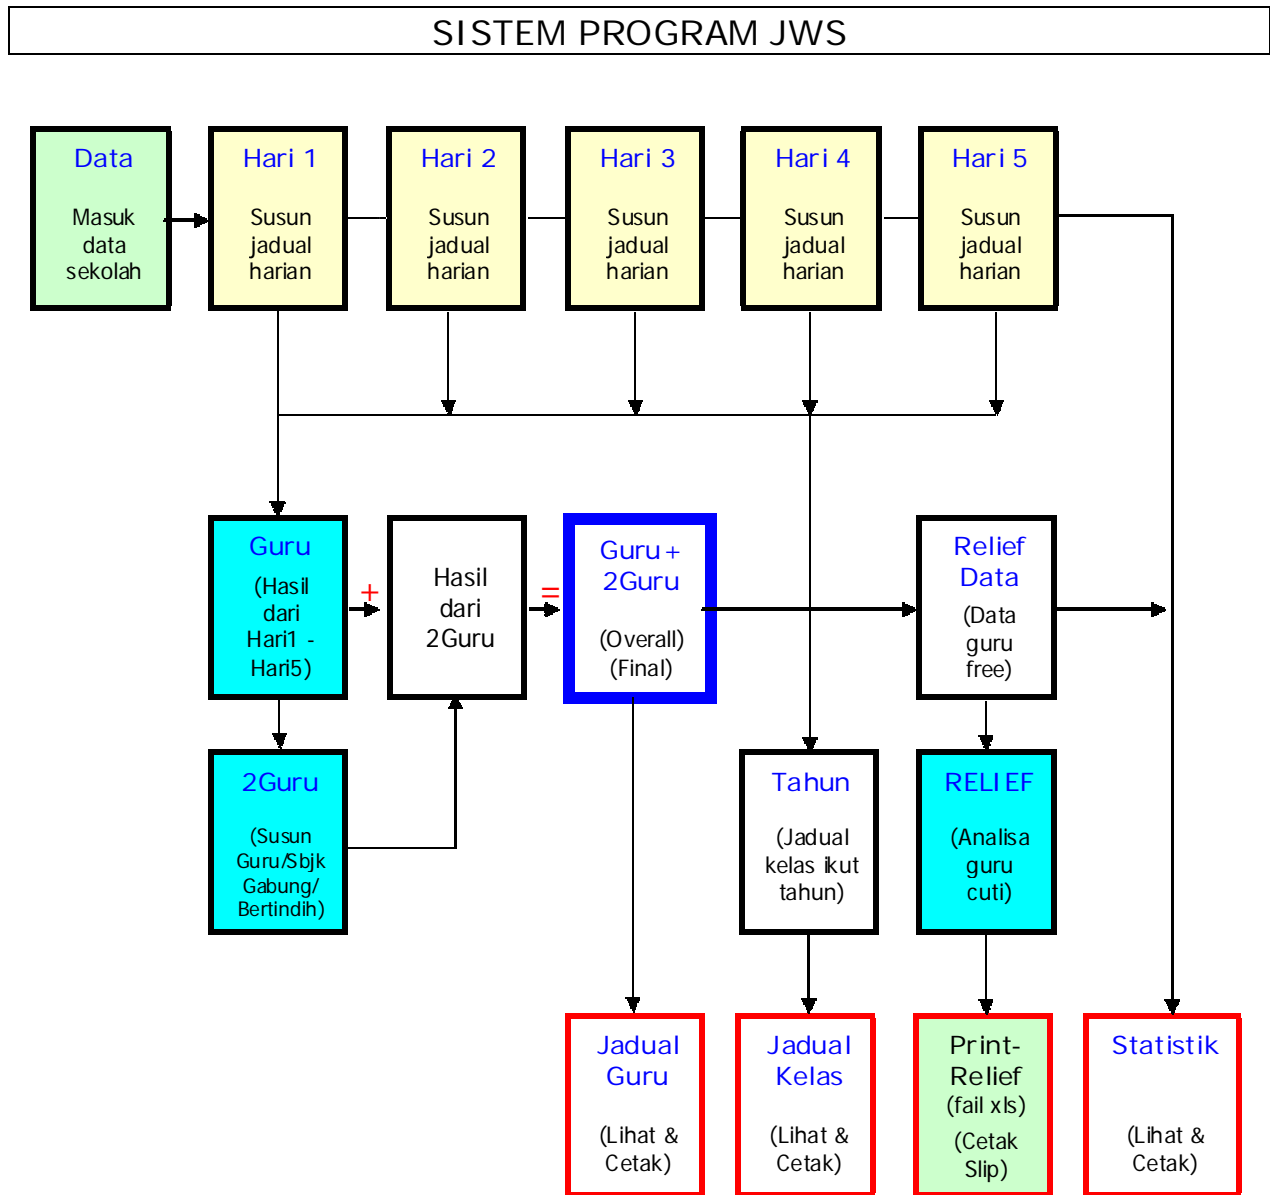 SISTEM PROGRAM JWS
Data
Masuk
data
sekolah
Hari 1
Susun
jadual
harian
Hari 2
Susun
jadual
harian
Hari 3
Susun
jadual
harian
Hari 4
Susun
jadual
harian
Hari 5
Susun
jadual
harian
Guru
(Hasil
dari
Hari1 -
Hari5)
+
Hasil
dari
2Guru
=
Guru +
2Guru
(Overall)
(Final)
Relief
Data
(Data
guru
free)
2Guru
(Susun
Guru/Sbjk
Gabung/
Bertindih)
Tahun
(Jadual
kelas ikut
tahun)
RELIEF
(Analisa
guru
cuti)
Jadual
Guru
(Lihat &
Cetak)
Jadual
Kelas
(Lihat &
Cetak)
Print-
Relief
(fail xls)
(Cetak
Slip)
Statistik
(Lihat &
Cetak)